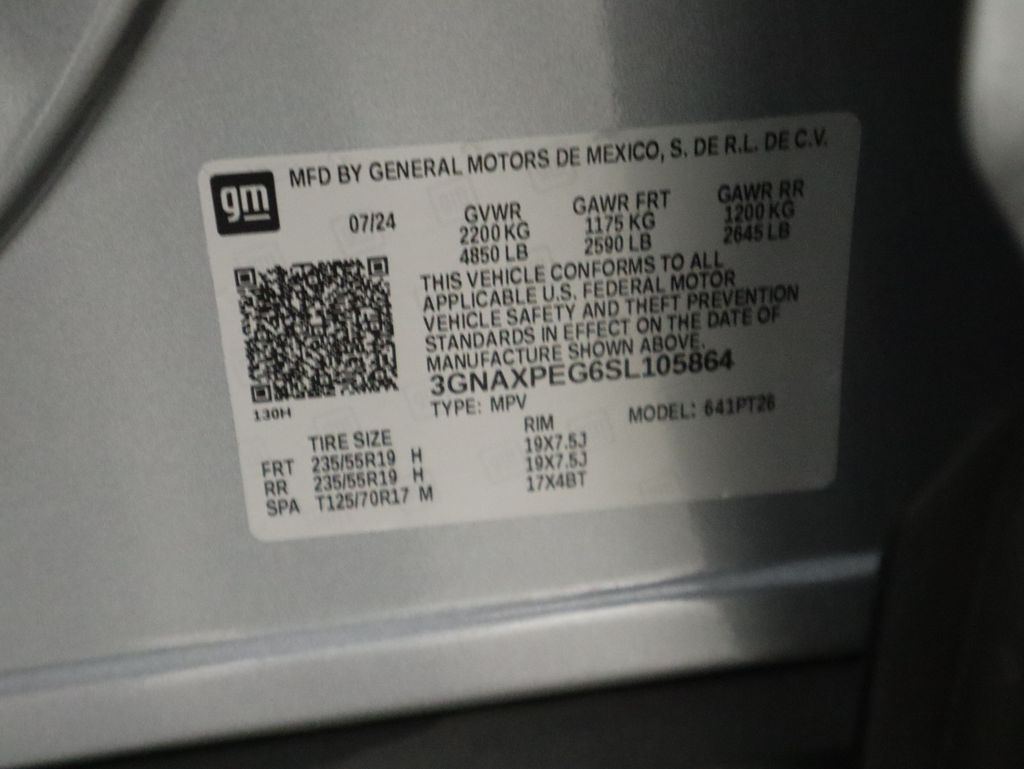 MFD BY GENERAL MOTORS DE MEXICO, S. DE R.L. DE C.V.
gm
07/24
GVWR GAWR FRT GAWR RR
2200 KG 1175 KG 1200 KG
4850 LB 2590 LB 2645 LB
THIS VEHICLE CONFORMS TO ALL
APPLICABLE U.S. FEDERAL MOTOR
VEHICLE SAFETY AND THEFT PREVENTION
STANDARDS IN EFFECT ON THE DATE OF
MANUFACTURE SHOWN ABOVE.
3GNAXPEG6SL105864
130H
TYPE: MPV MODEL: 641PT26
TIRE SIZE RIM
FRT 235/55R19 H 19X7.5J
RR 235/55R19 H 19X7.5J
SPA T125/70R17 M 17X4BT